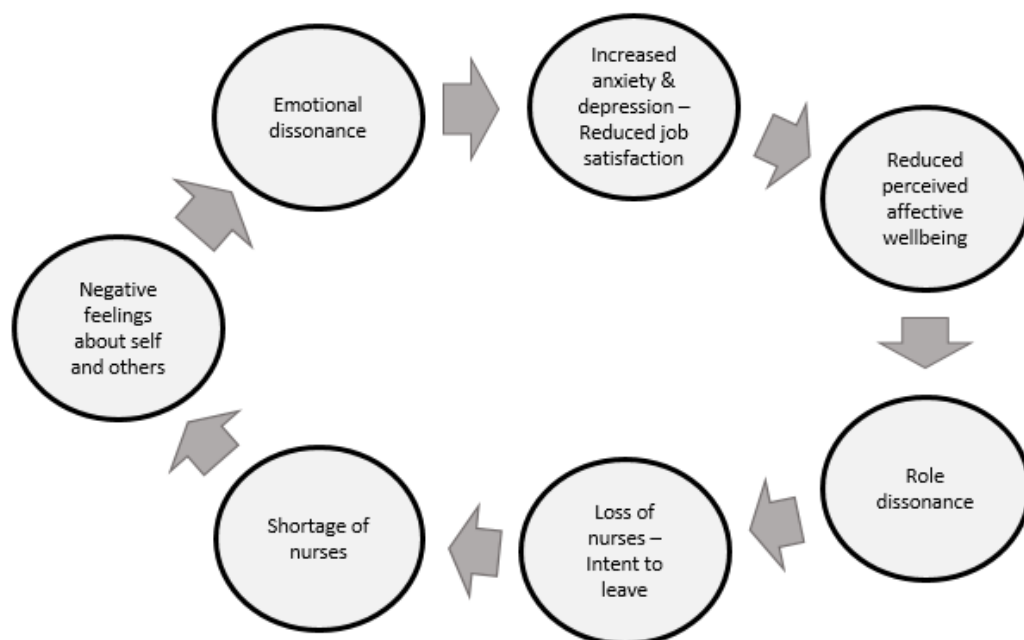 Emotional
dissonance
Increased
anxiety &
depression –
Reduced job
satisfaction
Reduced
perceived
affective
wellbeing
Role
dissonance
Loss of
nurses –
Intent to
leave
Shortage of
nurses
Negative
feelings
about self
and others